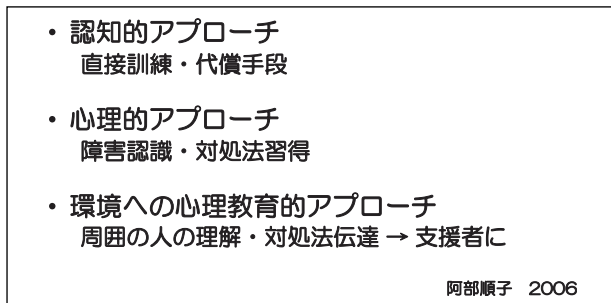 ・認知的アプローチ
直接訓練・代償手段
・心理的アプローチ
障害認識・対処法習得
・環境への心理教育的アプローチ
周囲の人の理解・対処法伝達 → 支援者に
阿部順子 2006